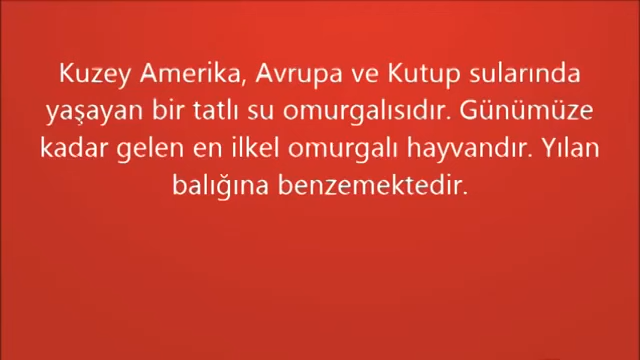 Kuzey Amerika, Avrupa ve Kutup sularında
yaşayan bir tatlı su omurgalısıdır. Günümüze
kadar gelen en ilkel omurgalı hayvandır. Yılan
balığına benzemektedir.